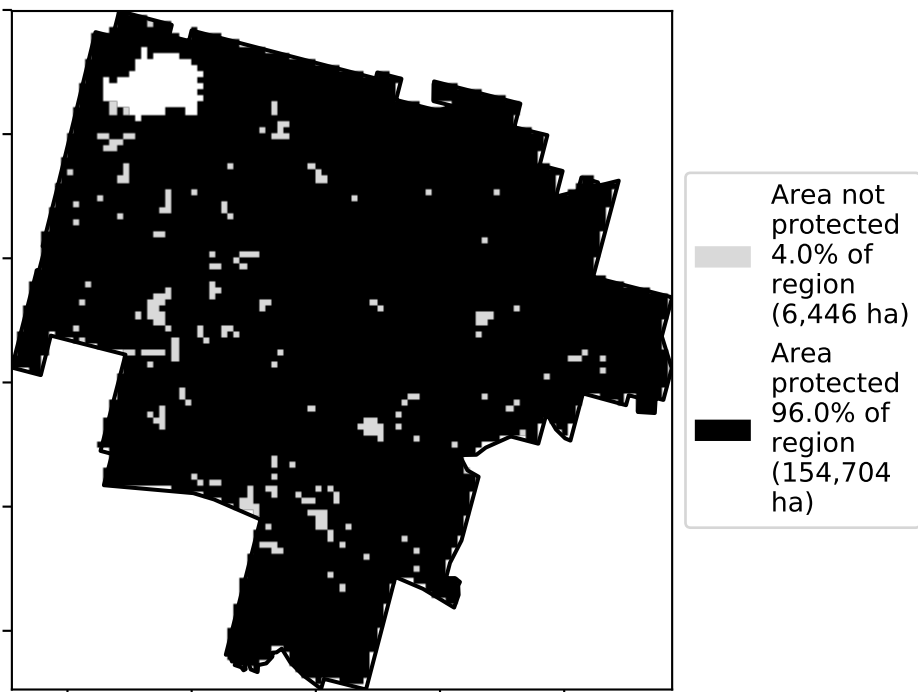 Area not
protected
4.0% of
region
(6,446 ha)
Area
protected
96.0% of
region
(154,704
ha)